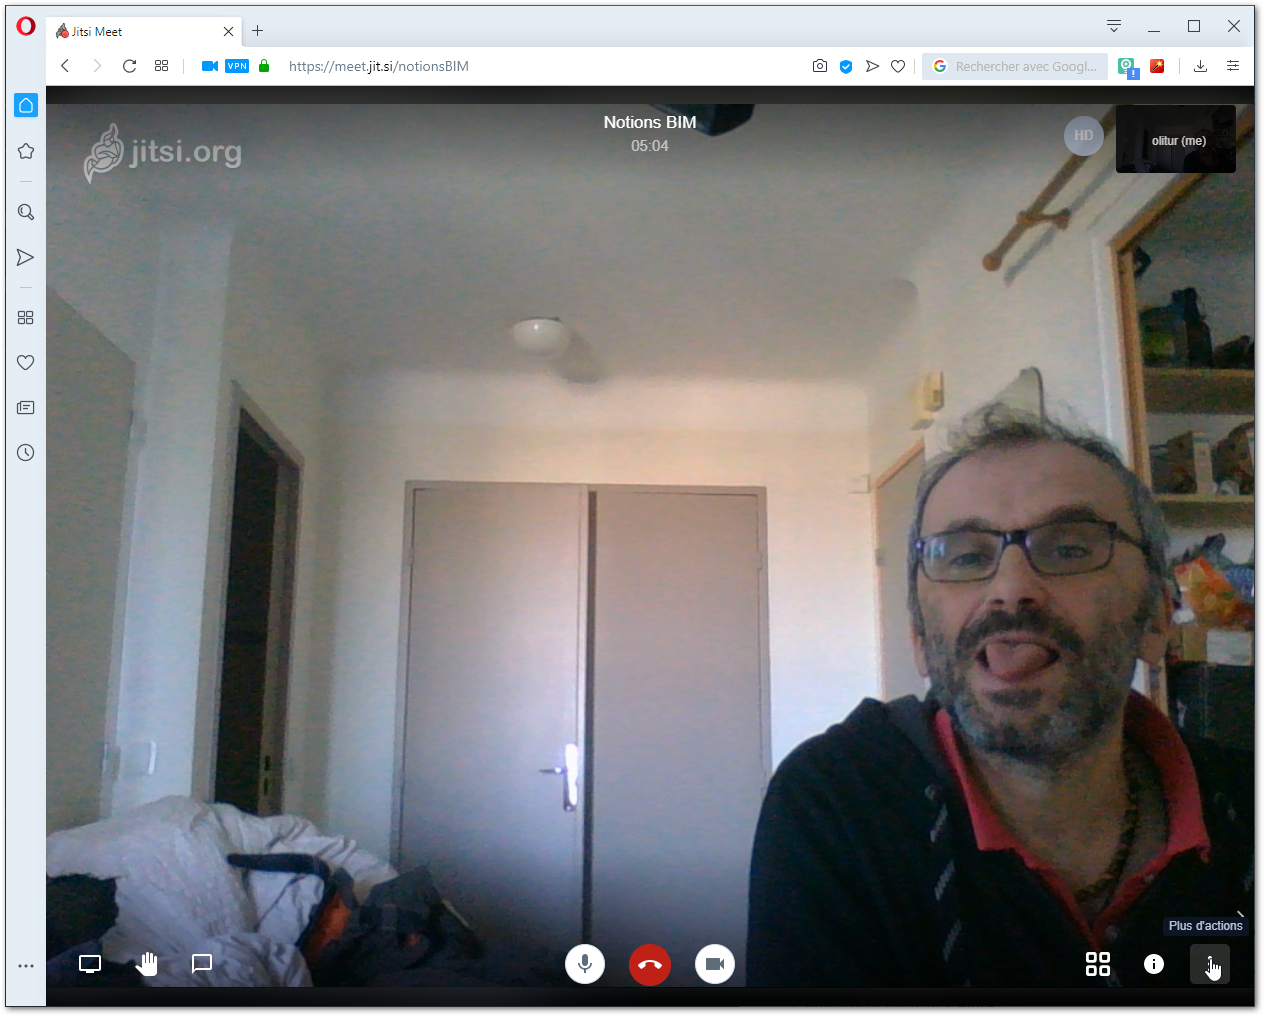 Jitsi Meet
VPN
https://meet.jit.si/notionsBIM
Rechercher avec Googl...
jitsi.org
Notions BIM
05:04
HD
olitur (me)
Plus d'actions